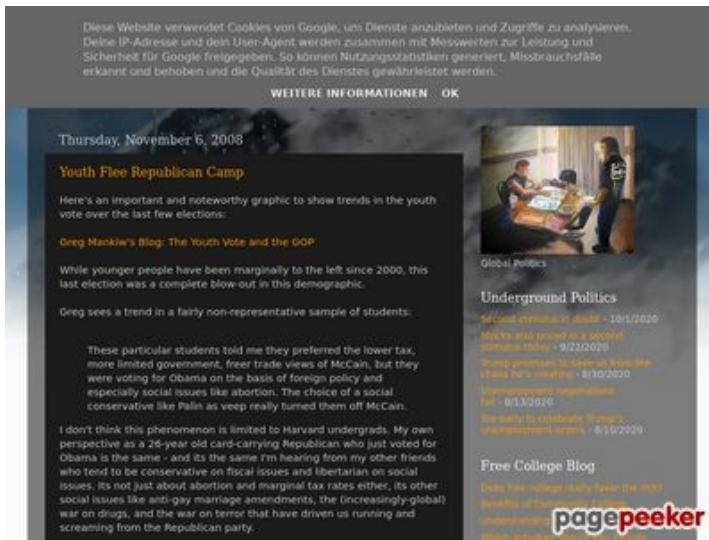 Diese Website verwendet Cookies von Google, um Dienste anzubieten und Zugriffe zu analysieren.
Deine IP-Adresse und dein User-Agent werden zusammen mit Messwerten zur Leistung und
Sicherheit für Google freigegeben. So können Nutzungsstatistiken generiert, Missbrauchsfälle
erkannt und behoben und die Qualität des Dienstes gewährleistet werden.
WEITERE INFORMATIONEN OK
Thursday, November 6, 2008
Youth Flee Republican Camp
Here's an important and noteworthy graphic to show trends in the youth
vote over the last few elections:
Greg Mankiw's Blog: The Youth Vote and the GOP
While younger people have been marginally to the left since 2000, this
last election was a complete blow-out in this demographic.
Greg sees a trend in a fairly non-representative sample of students:
These particular students told me they preferred the lower tax,
more limited government, freer trade views of McCain, but they
were voting for Obama on the basis of foreign policy and
especially social issues like abortion. The choice of a social
conservative like Palin as veep really turned them off McCain.
I don't think this phenomenon is limited to Harvard undergrads. My own
perspective as a 26-year old card-carrying Republican who just voted for
Obama is the same - and its the same I'm hearing from my other friends
who tend to be conservative on fiscal issues and libertarian on social
issues. Its not just about abortion and marginal tax rates either, its other
social issues like anti-gay marriage amendments, the (increasingly-global)
war on drugs, and the war on terror that have driven us running and
screaming from the Republican party.
Global Politics
Underground Politics
Second stimulus in doubt - 10/1/2020
Stocks also priced in a second
stimulus today - 9/22/2020
Trump promises to save us from the
chaos he's creating - 8/30/2020
Unemployment negotiations
fail - 8/13/2020
Too early to celebrate Trump's
unemployment orders - 8/10/2020
Free College Blog
Does free college really favor the rich?
Benefits of Community College
Understanding
pagepeeker